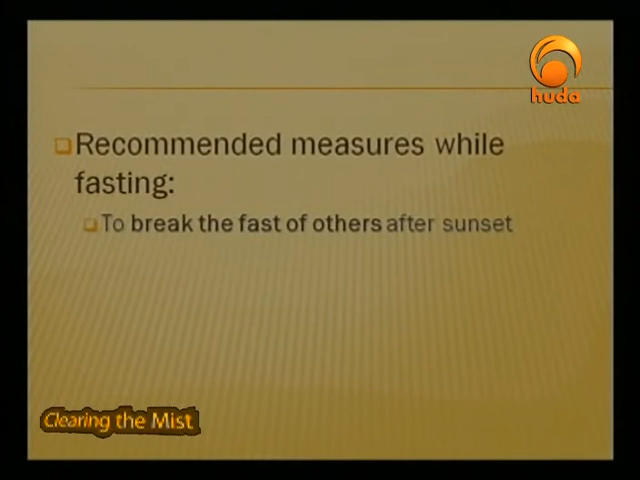 huda
Recommended measures while
fasting:
To break the fast of others after sunset
Clearing the Mist